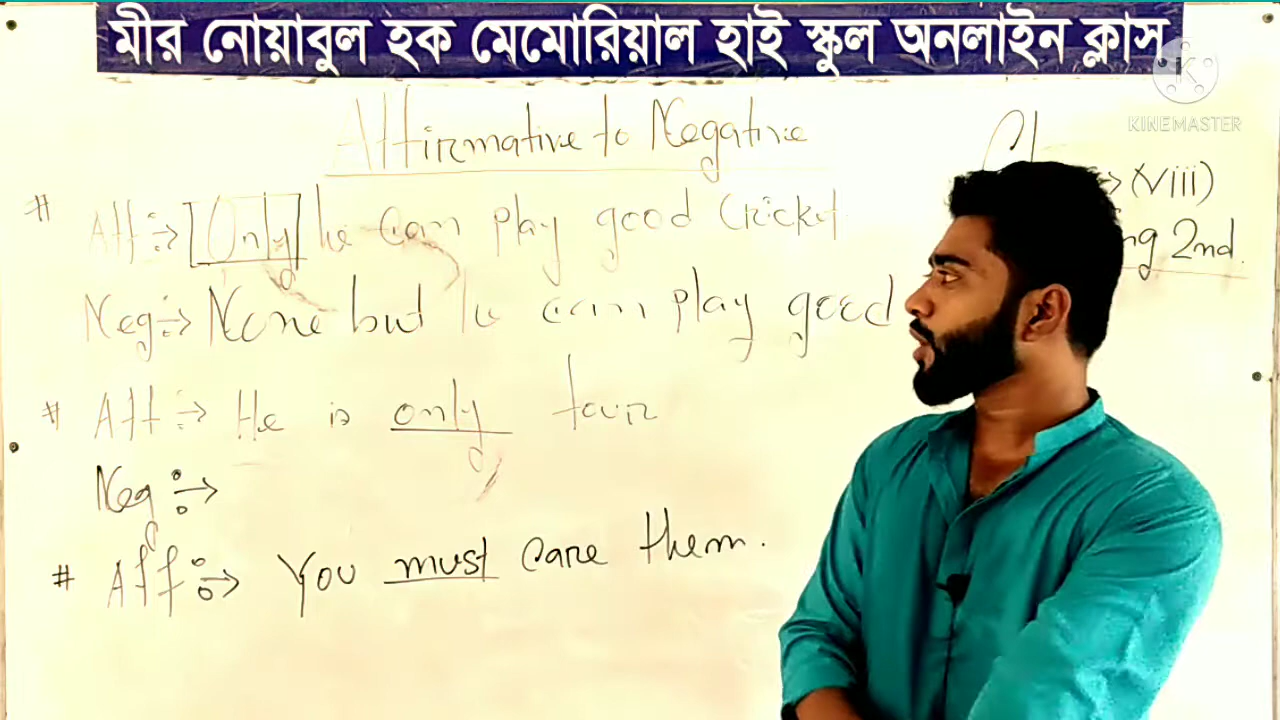 মীর নোয়াবুল হক মেমোরিয়াল হাই স্কুল অনলাইন ক্লাস
KINEMASTER
Affirmative to Negative
(viii)
ng 2nd.
# Aff :→ Only he can play good Cricket
Neg :→ None but he can play good
# Aff :→ He is only four
Neg :→
# Aff :→ You must care them.